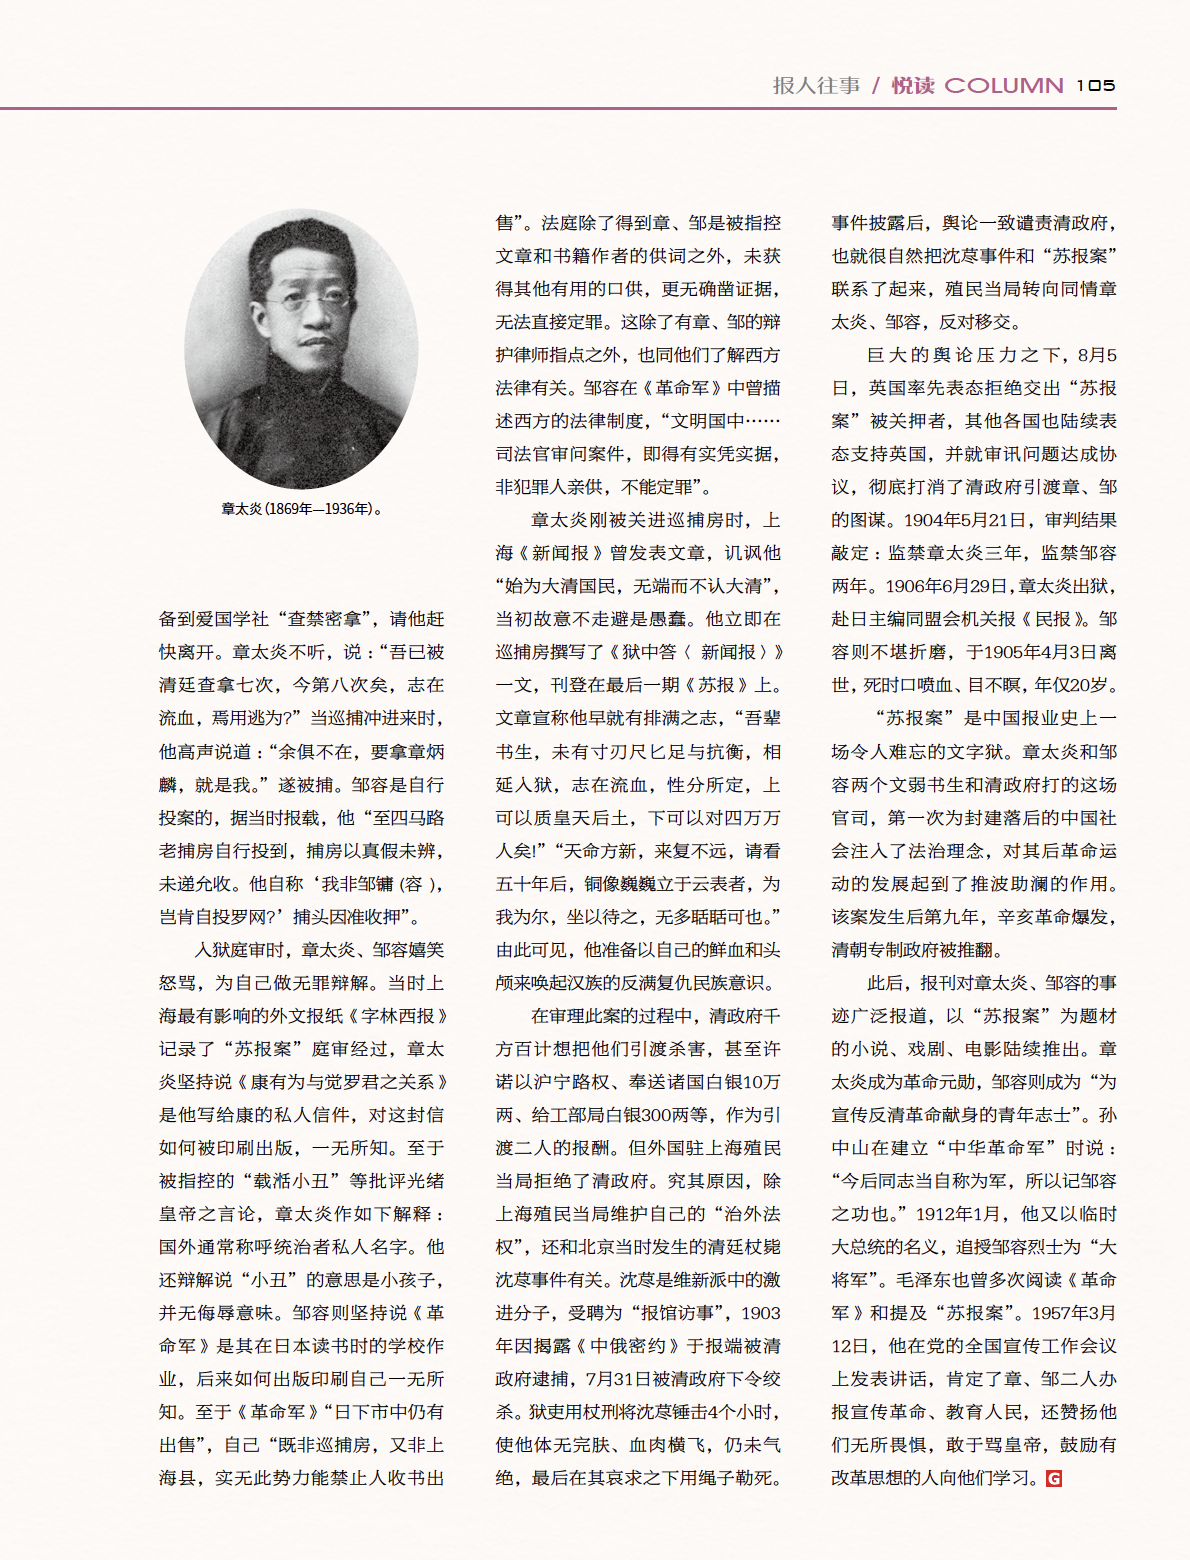 报人往事 / 悦读 COLUMN 105
章太炎(1869年—1936年)。
备到爱国学社“查禁密拿”，请他赶
快离开。章太炎不听，说：“吾已被
清廷查拿七次，今第八次矣，志在
流血，焉用逃为?”当巡捕冲进来时，
他高声说道：“余俱不在，要拿章炳
麟，就是我。”遂被捕。邹容是自行
投案的，据当时报载，他“至四马路
老捕房自行投到，捕房以真假未辨，
未递允收。他自称‘我非邹镛(容)，
岂肯自投罗网?’捕头因准收押”。
入狱庭审时，章太炎、邹容嬉笑
怒骂，为自己做无罪辩解。当时上
海最有影响的外文报纸《字林西报》
记录了“苏报案”庭审经过，章太
炎坚持说《康有为与觉罗君之关系》
是他写给康的私人信件，对这封信
如何被印刷出版，一无所知。至于
被指控的“载湉小丑”等批评光绪
皇帝之言论，章太炎作如下解释：
国外通常称呼统治者私人名字。他
还辩解说“小丑”的意思是小孩子，
并无侮辱意味。邹容则坚持说《革
命军》是其在日本读书时的学校作
业，后来如何出版印刷自己一无所
知。至于《革命军》“日下市中仍有
出售”，自己“既非巡捕房，又非上
海县，实无此势力能禁止人收书出
售”。法庭除了得到章、邹是被指控
文章和书籍作者的供词之外，未获
得其他有用的口供，更无确凿证据，
无法直接定罪。这除了有章、邹的辩
护律师指点之外，也同他们了解西方
法律有关。邹容在《革命军》中曾描
述西方的法律制度，“文明国中……
司法官审问案件，即得有实凭实据，
非犯罪人亲供，不能定罪”。
章太炎刚被关进巡捕房时，上
海《新闻报》曾发表文章，讥讽他
“始为大清国民，无端而不认大清”，
当初故意不走避是愚蠢。他立即在
巡捕房撰写了《狱中答〈新闻报〉》
一文，刊登在最后一期《苏报》上。
文章宣称他早就有排满之志，“吾辈
书生，未有寸刃尺匕足与抗衡，相
延入狱，志在流血，性分所定，上
可以质皇天后土，下可以对四万万
人矣!”“天命方新，来复不远，请看
五十年后，铜像巍巍立于云表者，为
我为尔，坐以待之，无多聒聒可也。”
由此可见，他准备以自己的鲜血和头
颅来唤起汉族的反满复仇民族意识。
在审理此案的过程中，清政府千
方百计想把他们引渡杀害，甚至许
诺以沪宁路权、奉送诸国白银10万
两、给工部局白银300两等，作为引
渡二人的报酬。但外国驻上海殖民
当局拒绝了清政府。究其原因，除
上海殖民当局维护自己的“治外法
权”，还和北京当时发生的清廷杖毙
沈荩事件有关。沈荩是维新派中的激
进分子，受聘为“报馆访事”，1903
年因揭露《中俄密约》于报端被清
政府逮捕，7月31日被清政府下令绞
杀。狱吏用杖刑将沈荩锤击4个小时，
使他体无完肤、血肉横飞，仍未气
绝，最后在其哀求之下用绳子勒死。
事件披露后，舆论一致谴责清政府，
也就很自然把沈荩事件和“苏报案”
联系了起来，殖民当局转向同情章
太炎、邹容，反对移交。
巨大的舆论压力之下，8月5
日，英国率先表态拒绝交出“苏报
案”被关押者，其他各国也陆续表
态支持英国，并就审讯问题达成协
议，彻底打消了清政府引渡章、邹
的图谋。1904年5月21日，审判结果
敲定：监禁章太炎三年，监禁邹容
两年。1906年6月29日，章太炎出狱，
赴日主编同盟会机关报《民报》。邹
容则不堪折磨，于1905年4月3日离
世，死时口喷血、目不瞑，年仅20岁。
“苏报案”是中国报业史上一
场令人难忘的文字狱。章太炎和邹
容两个文弱书生和清政府打的这场
官司，第一次为封建落后的中国社
会注入了法治理念，对其后革命运
动的发展起到了推波助澜的作用。
该案发生后第九年，辛亥革命爆发，
清朝专制政府被推翻。
此后，报刊对章太炎、邹容的事
迹广泛报道，以“苏报案”为题材
的小说、戏剧、电影陆续推出。章
太炎成为革命元勋，邹容则成为“为
宣传反清革命献身的青年志士”。孙
中山在建立“中华革命军”时说：
“今后同志当自称为军，所以记邹容
之功也。”1912年1月，他又以临时
大总统的名义，追授邹容烈士为“大
将军”。毛泽东也曾多次阅读《革命
军》和提及“苏报案”。1957年3月
12日，他在党的全国宣传工作会议
上发表讲话，肯定了章、邹二人办
报宣传革命、教育人民，还赞扬他
们无所畏惧，敢于骂皇帝，鼓励有
改革思想的人向他们学习。G